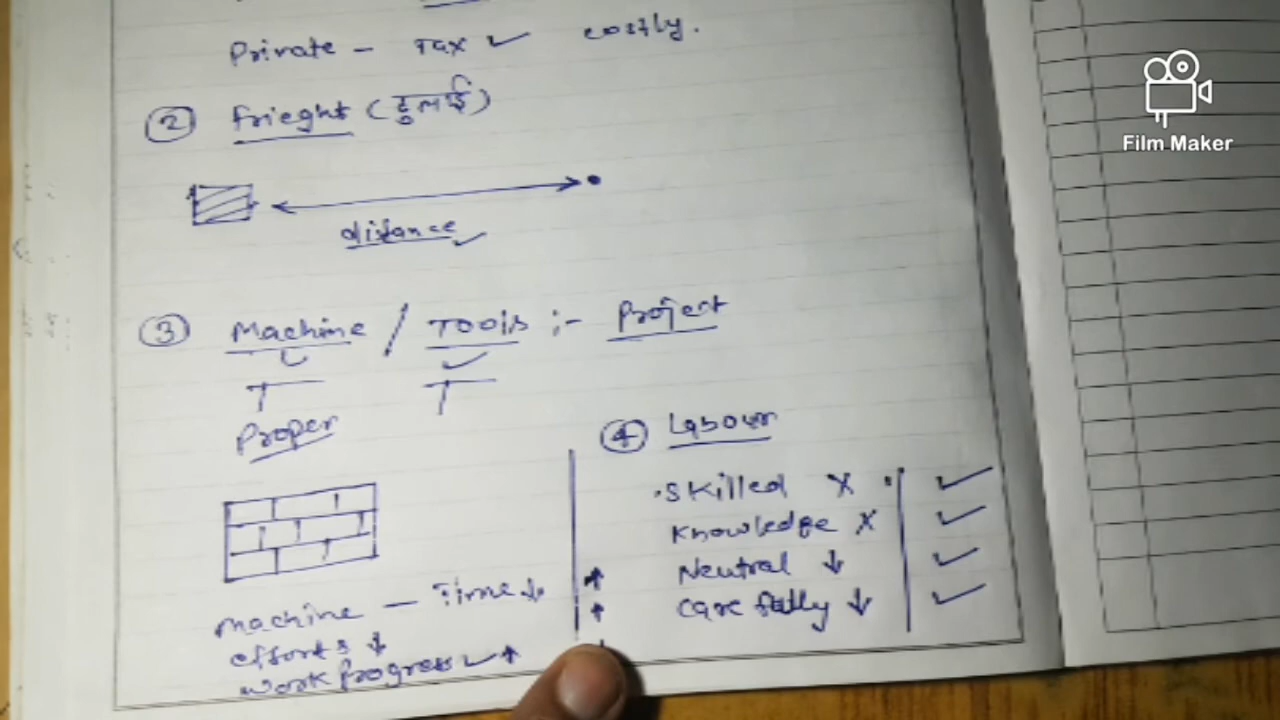 Private - Tax ✓ costly.
② frieght (ढुलाई)
distance ✓
③ Machine / Tools :- Project
Proper
④ Labour
.Skilled X
Knowledge X
Neutral ↓
Carefully ↓
machine - Time ↓
efforts ↓
work progress ✓ ↑
Film Maker